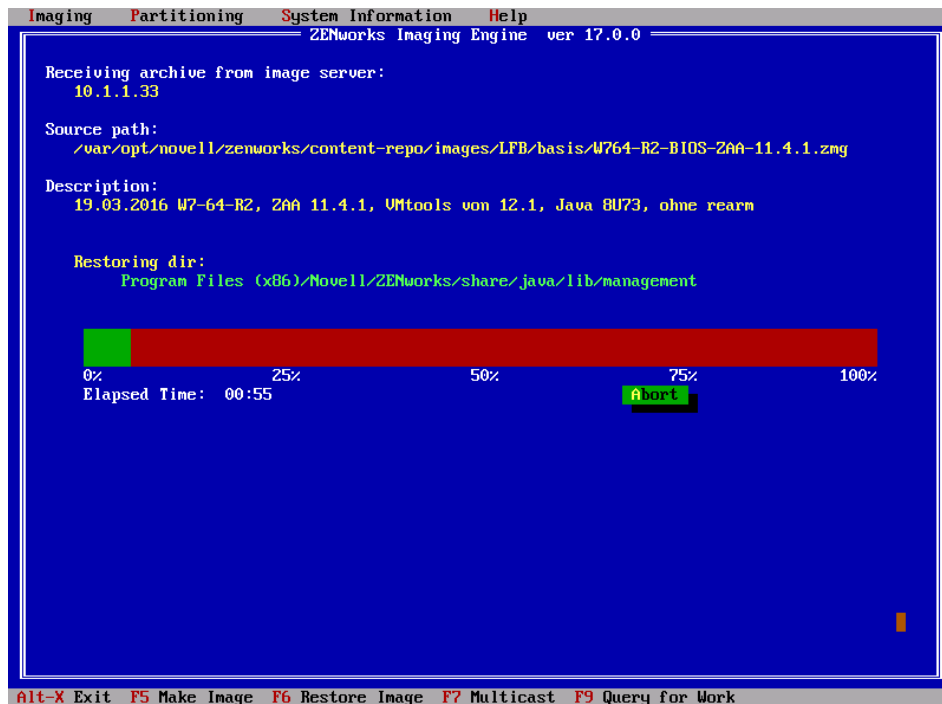 Imaging Partitioning System Information Help
ZENworks Imaging Engine ver 17.0.0
Receiving archive from image server:
10.1.1.33
Source path:
/var/opt/novell/zenworks/content-repo/images/LFB/basis/W764-R2-BIOS-ZAA-11.4.1.zmg
Description:
19.03.2016 W7-64-R2, ZAA 11.4.1, VMtools von 12.1, Java 8U73, ohne rearm
Restoring dir:
Program Files (x86)/Novell/ZENworks/share/java/lib/management
0% 25% 50% 75% 100%
Elapsed Time: 00:55 Abort
Alt-X Exit F5 Make Image F6 Restore Image F7 Multicast F9 Query for Work